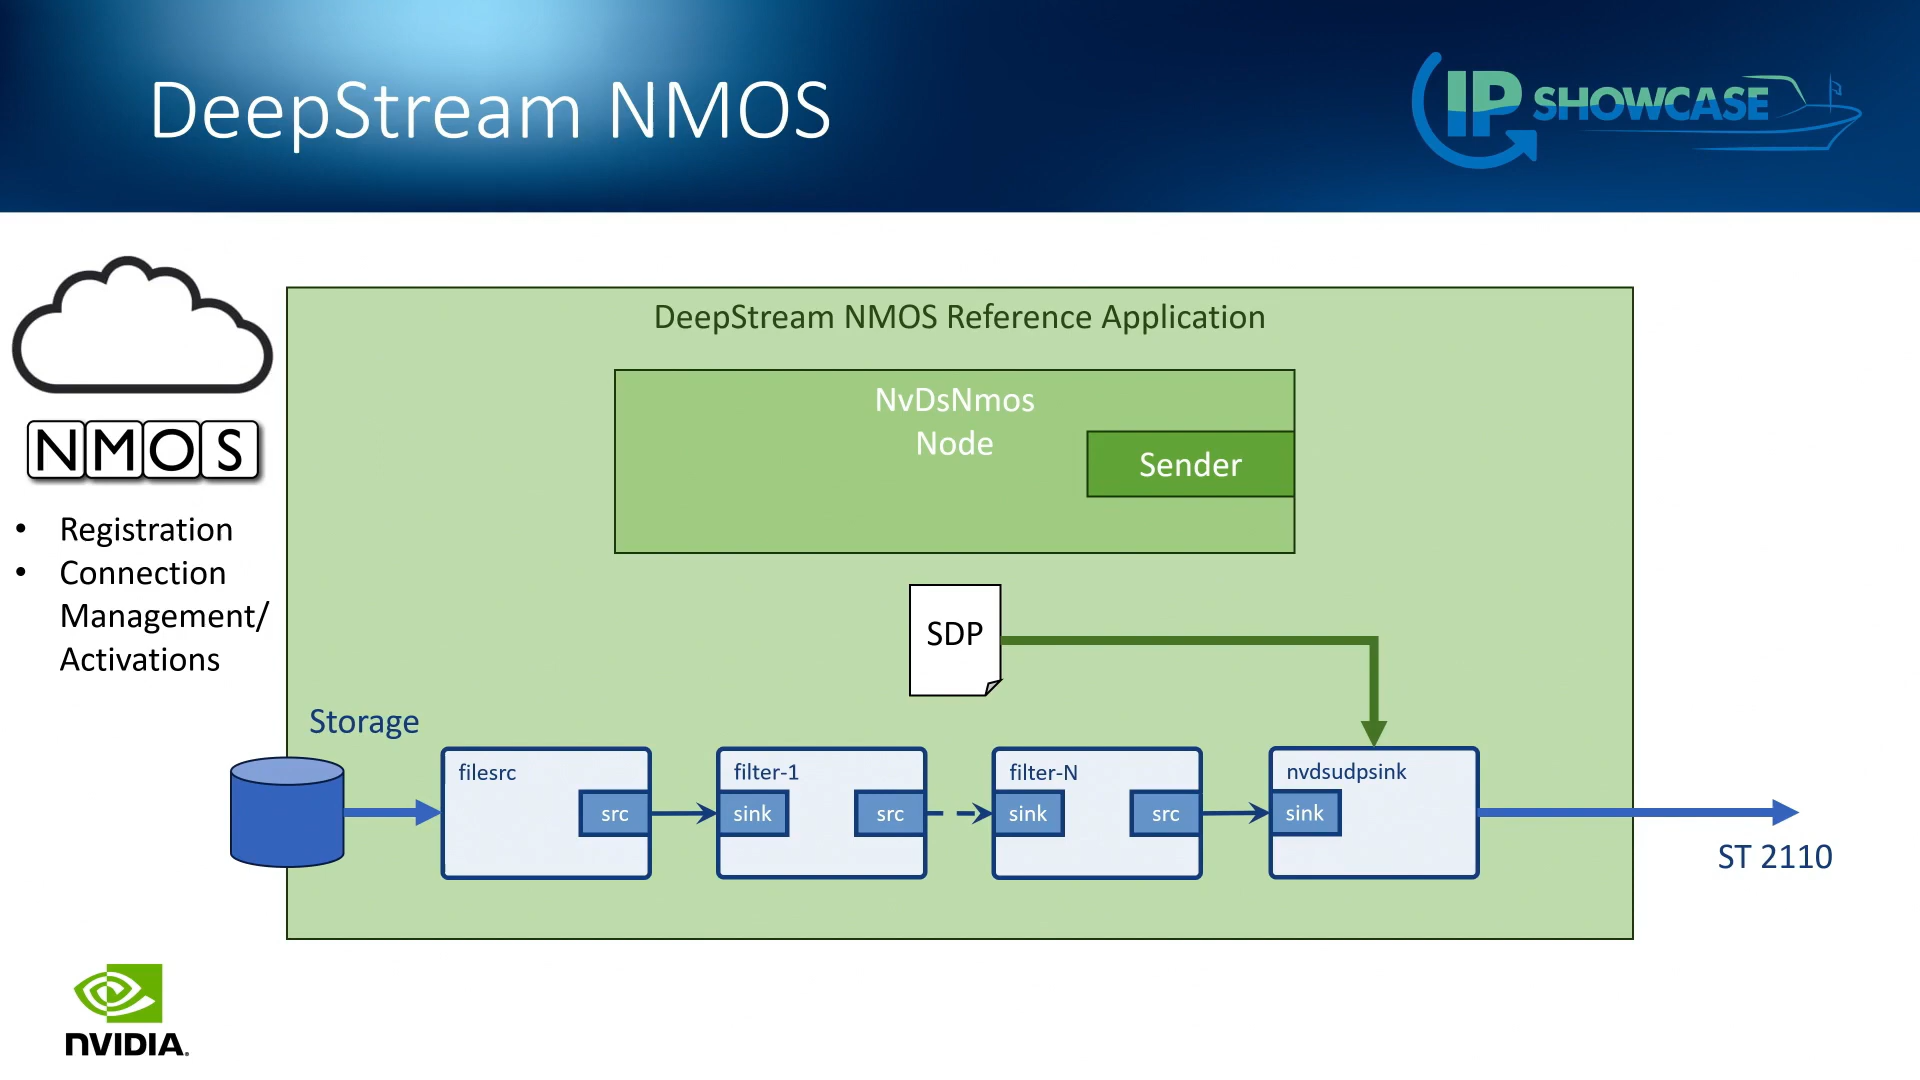 DeepStream NMOS
IP SHOWCASE
NMOS
• Registration
• Connection
Management/
Activations
DeepStream NMOS Reference Application
NvDsNmos
Node
Sender
SDP
Storage
filesrc
src
filter-1
sink
src
filter-N
sink
src
nvdsudpsink
sink
ST 2110
NVIDIA.